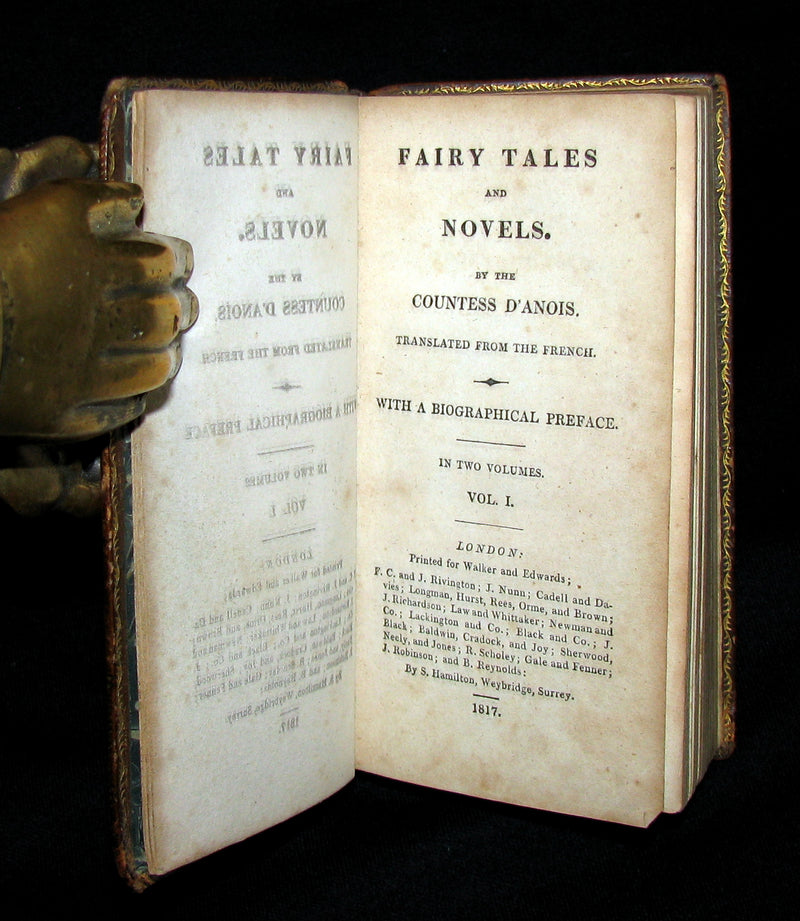 FAIRY TALES
AND
NOVELS.
BY THE
COUNTESS D'ANOIS.
TRANSLATED FROM THE FRENCH.
WITH A BIOGRAPHICAL PREFACE.
IN TWO VOLUMES.
VOL. I.
LONDON:
Printed for Walker and Edwards;
F. C. and J. Rivington; J. Nunn; Cadell and Da-
vies; Longman, Hurst, Rees, Orme, and Brown;
J. Richardson; Law and Whittaker; Newman and
Co.; Lackington and Co.; Black and Co.; J.
Black; Baldwin, Cradock, and Joy; Sherwood,
Neely, and Jones; R. Scholey; Gale and Fenner;
J. Robinson; and B. Reynolds:
By S. Hamilton, Weybridge, Surrey.
1817.